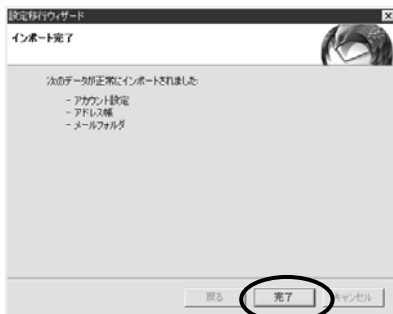 設定移行ウィザード
インポート完了
次のデータが正常にインポートされました:
- アカウント設定
- アドレス帳
- メールフォルダ
戻る
完了
キャンセル